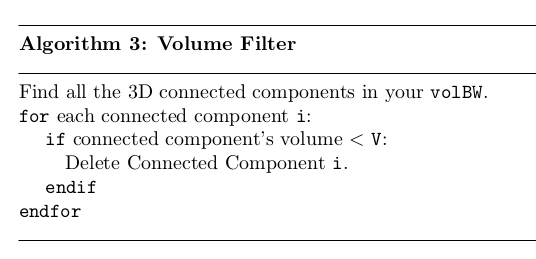 Algorithm 3: Volume Filter
Find all the 3D connected components in your volBW.
for each connected component i:
if connected component's volume < V:
Delete Connected Component i.
endif
endfor